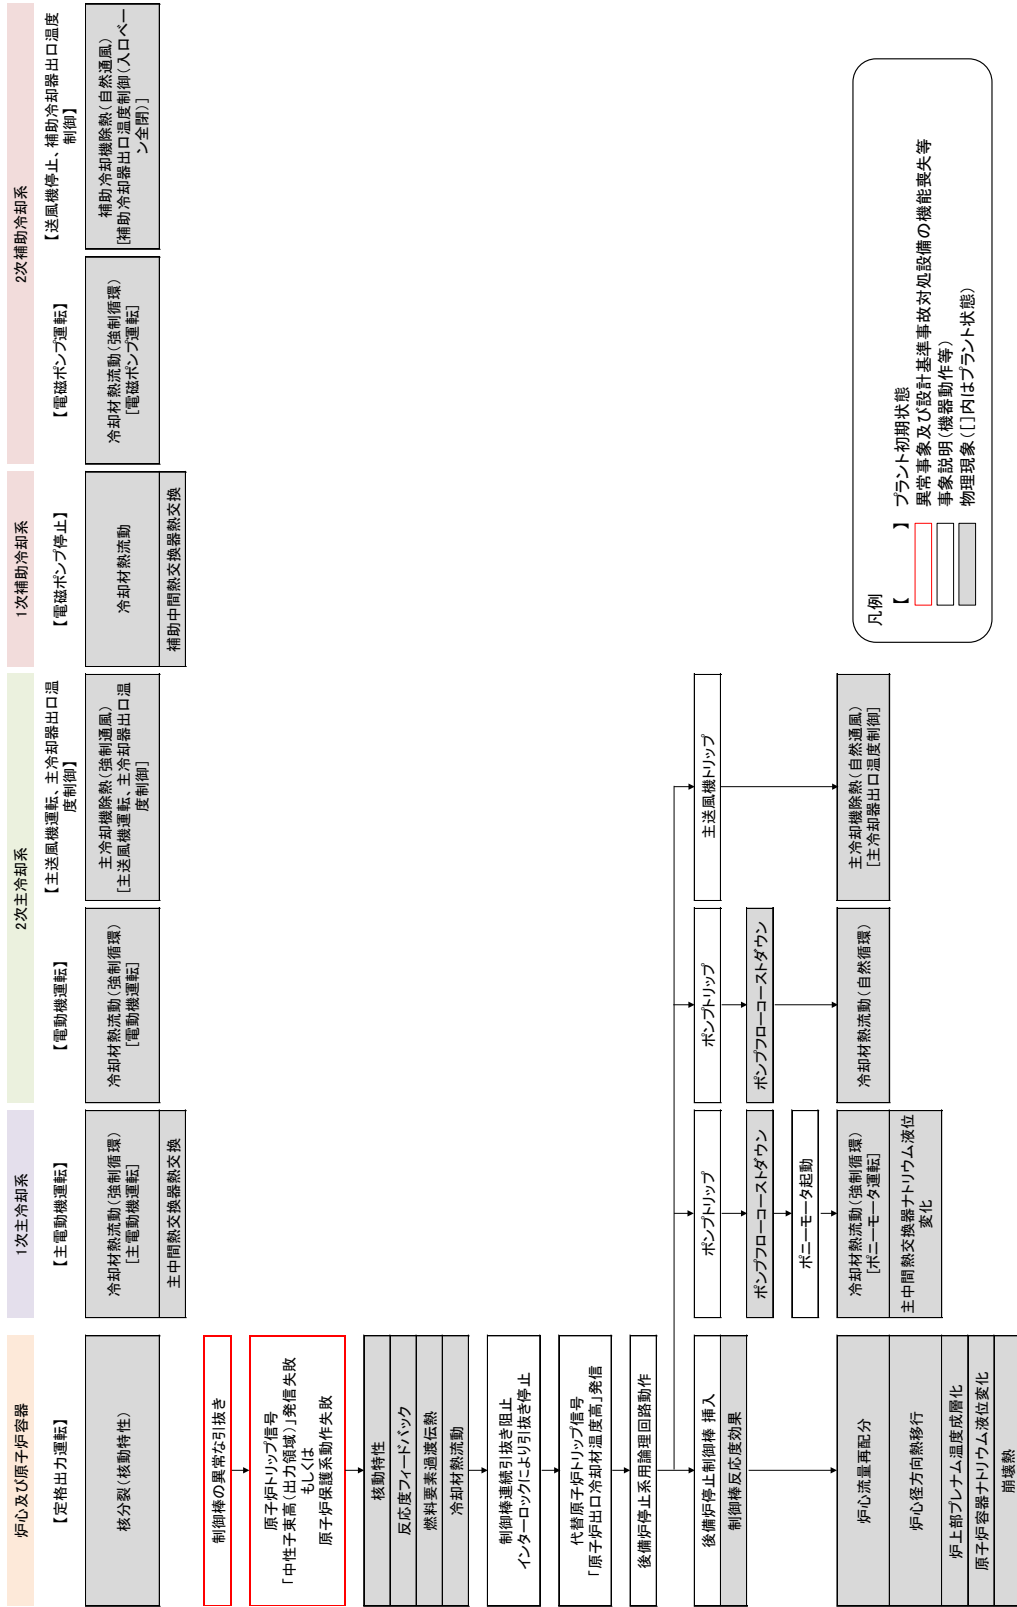 炉心及び原子炉容器
【定格出力運転】
核分裂(核動特性)
制御棒の異常な引抜き
原子炉トリップ信号
「中性子束高(出力領域)」発信失敗
もしくは
原子炉保護系動作失敗
核動特性
反応度フィードバック
燃料要素過渡伝熱
冷却材熱流動
制御棒連続引抜き阻止
インターロックにより引抜き停止
代替原子炉トリップ信号
「原子炉出口冷却材温度高」発信
後備炉停止系用論理回路動作
後備炉停止制御棒 挿入
制御棒反応度効果
炉心流量再配分
炉心径方向熱移行
炉上部プレナム温度成層化
原子炉容器ナトリウム液位変化
崩壊熱
1次主冷却系
【主電動機運転】
冷却材熱流動(強制循環)
[主電動機運転]
主中間熱交換器熱交換
ポンプトリップ
ポンプフローコーストダウン
ポニーモータ起動
冷却材熱流動(強制循環)
[ポニーモータ運転]
主中間熱交換器ナトリウム液位
変化
2次主冷却系
【電動機運転】
冷却材熱流動(強制循環)
[電動機運転]
ポンプトリップ
ポンプフローコーストダウン
冷却材熱流動(自然循環)
【主送風機運転、主冷却器出口温
度制御】
主冷却機除熱(強制通風)
[主送風機運転、主冷却器出口温
度制御]
主送風機トリップ
主冷却機除熱(自然通風)
[主冷却器出口温度制御]
1次補助冷却系
【電磁ポンプ停止】
冷却材熱流動
補助中間熱交換器熱交換
2次補助冷却系
【電磁ポンプ運転】
冷却材熱流動(強制循環)
[電磁ポンプ運転]
【送風機停止、補助冷却器出口温度
制御】
補助冷却機除熱(自然通風)
[補助冷却器出口温度制御(入口ベー
ン全閉)]
凡例
【 】 プラント初期状態
異常事象及び設計基準事故対処設備の機能喪失等
事象説明(機器動作等)
物理現象([]内はプラント状態)